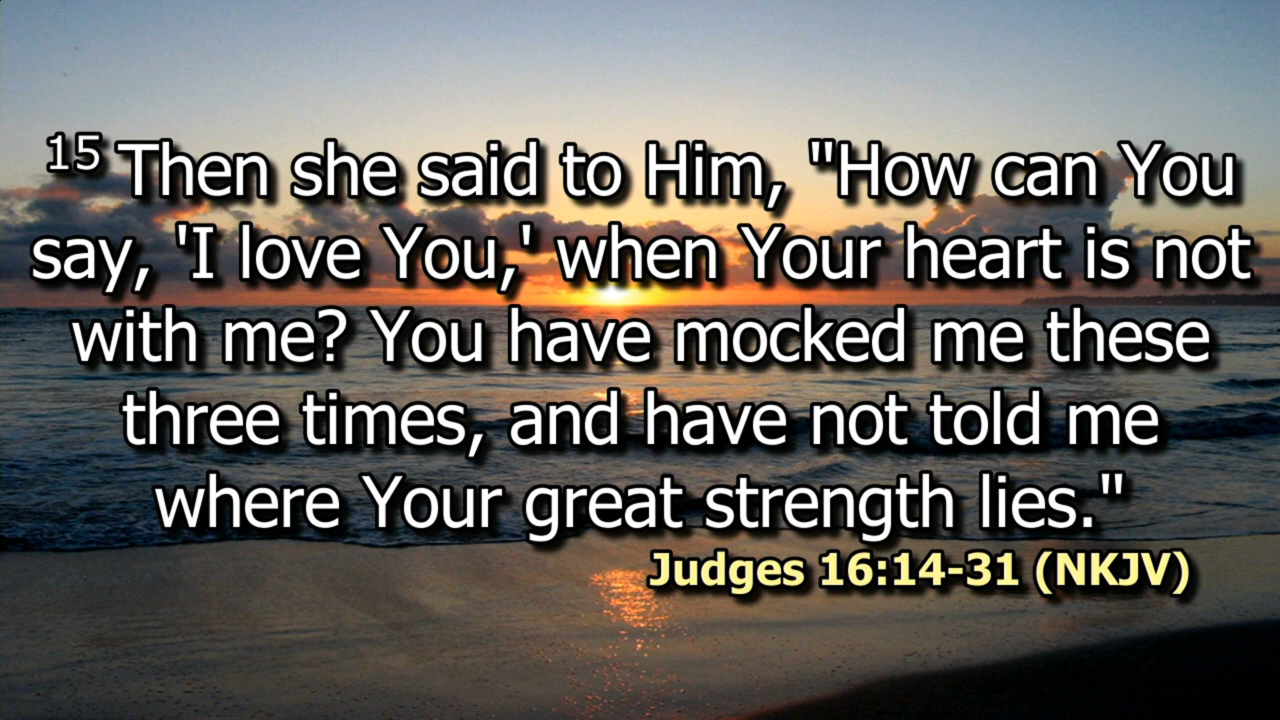 15 Then she said to Him, "How can You
say, 'I love You,' when Your heart is not
with me? You have mocked me these
three times, and have not told me
where Your great strength lies."
Judges 16:14-31 (NKJV)